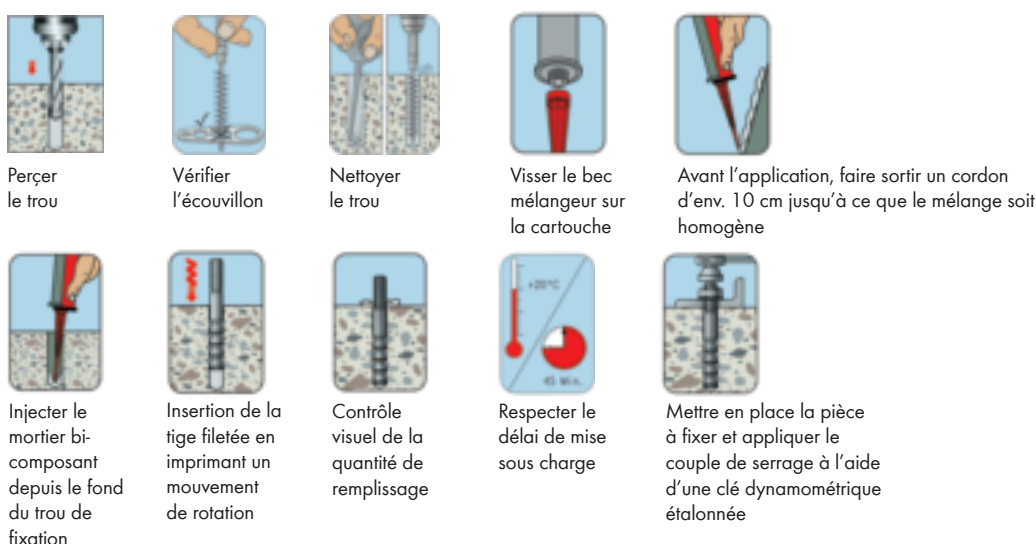 Perçer
le trou
Vérifier
l’écouvillon
Nettoyer
le trou
Visser le bec
mélangeur sur
la cartouche
Avant l’application, faire sortir un cordon
d’env. 10 cm jusqu’à ce que le mélange soit
homogène
+20°C
45 Min.
Injecter le
mortier bi-
composant
depuis le fond
du trou de
fixation
Insertion de la
tige filetée en
imprimant un
mouvement
de rotation
Contrôle
visuel de la
quantité de
remplissage
Respecter le
délai de mise
sous charge
Mettre en place la pièce
à fixer et appliquer le
couple de serrage à l’aide
d’une clé dynamométrique
étalonnée